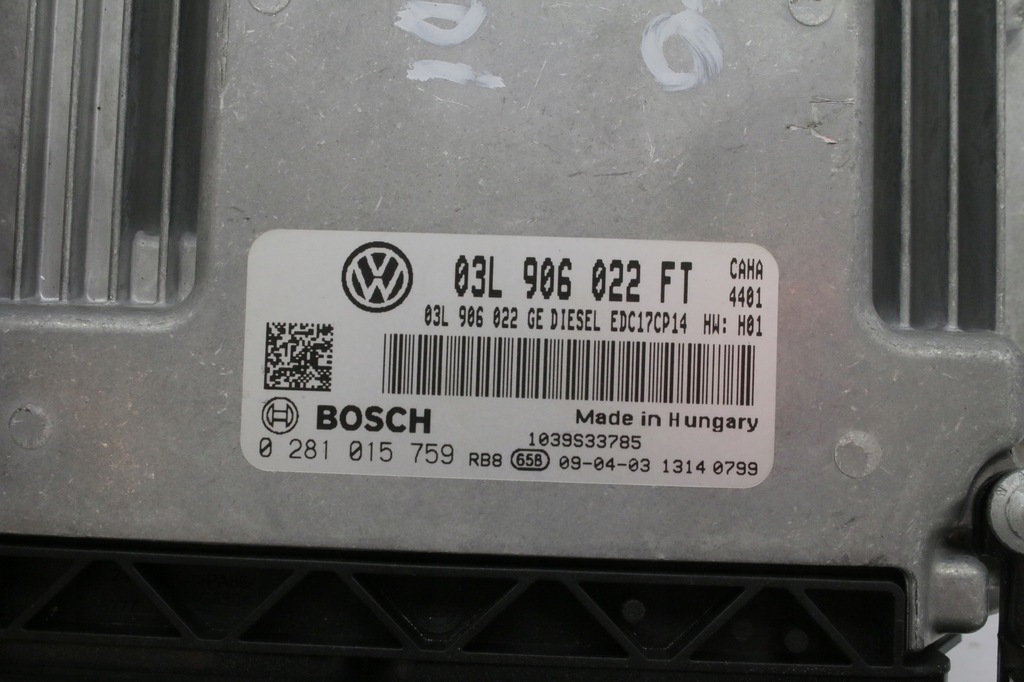 03L 906 022 FT
CAHA
4401
03L 906 022 GE DIESEL EDC17CP14 HW: H01
BOSCH
Made in Hungary
1039S33785
0 281 015 759 RB8 658 09-04-03 1314 0799